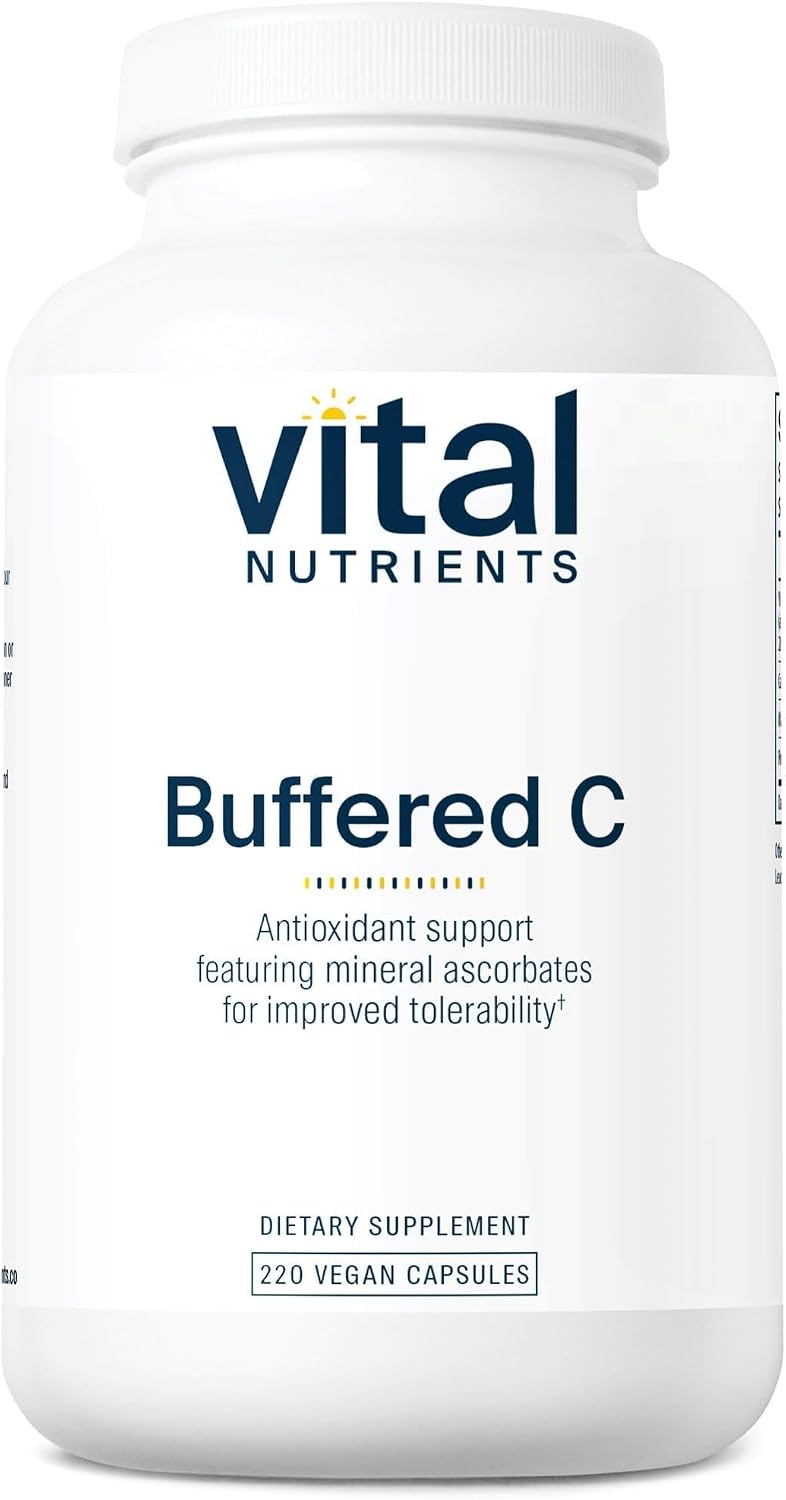 vital
NUTRIENTS
Buffered C
Antioxidant support
featuring mineral ascorbates
for improved tolerability†
DIETARY SUPPLEMENT
220 VEGAN CAPSULES